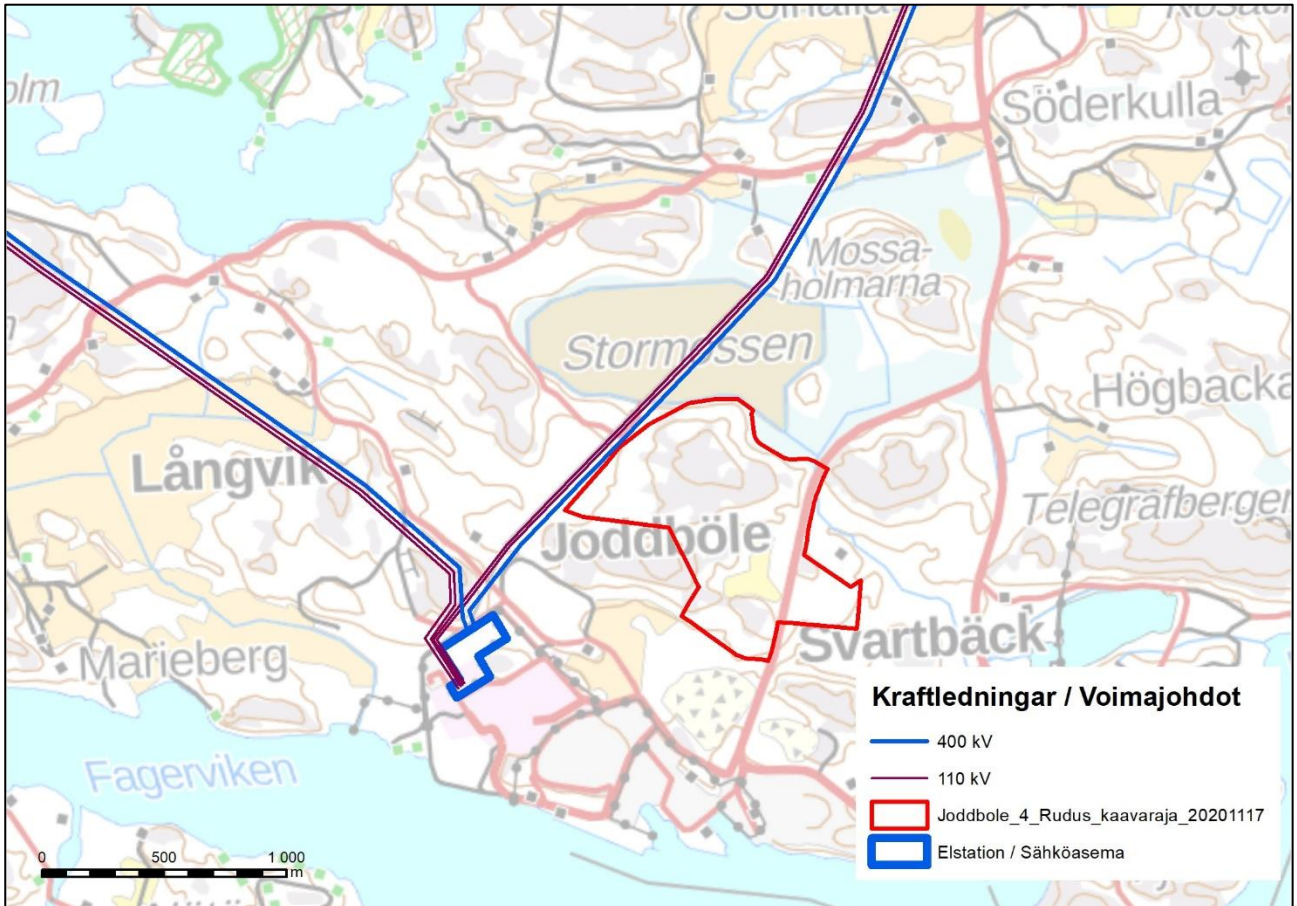 Söderkulla
Mossa-
holmarna
Stormossen
Högbacka
Långvik
Telegrafberget
Joddböle
Svartbäck
Marieberg
Fagerviken
Kraftledningar / Voimajohdot
400 kV
110 kV
Joddbole_4_Rudus_kaavaraja_20201117
Elstation / Sähköasema
0 500 1 000
m